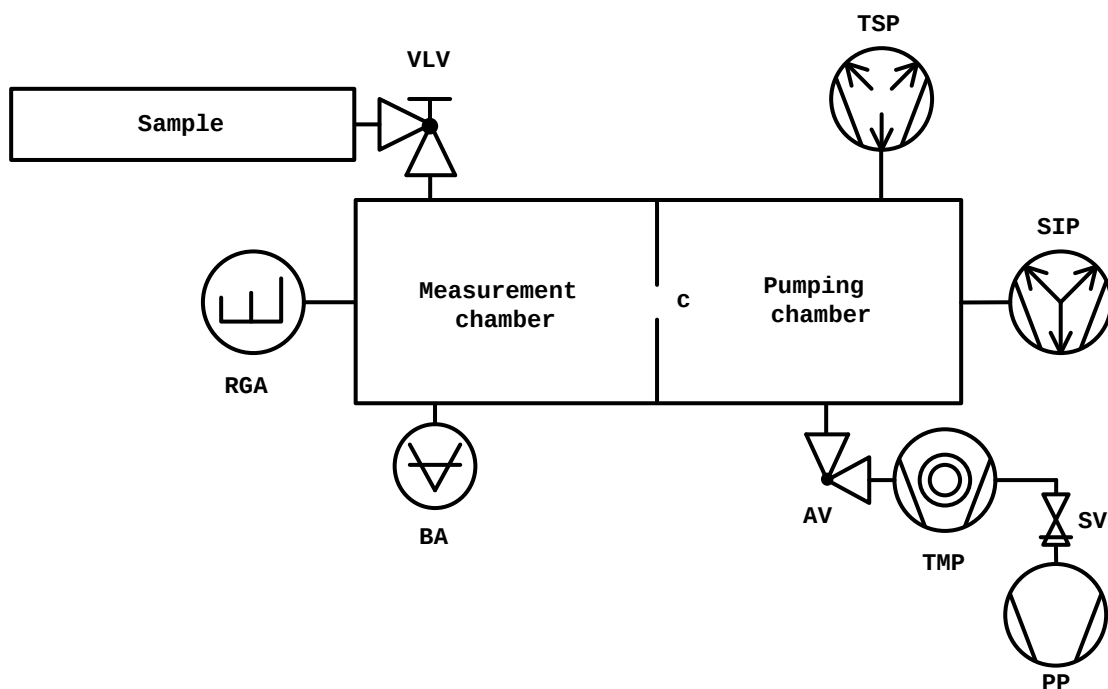 TSP
VLV
Sample
SIP
Measurement
chamber
c
Pumping
chamber
RGA
BA
AV
TMP
SV
PP